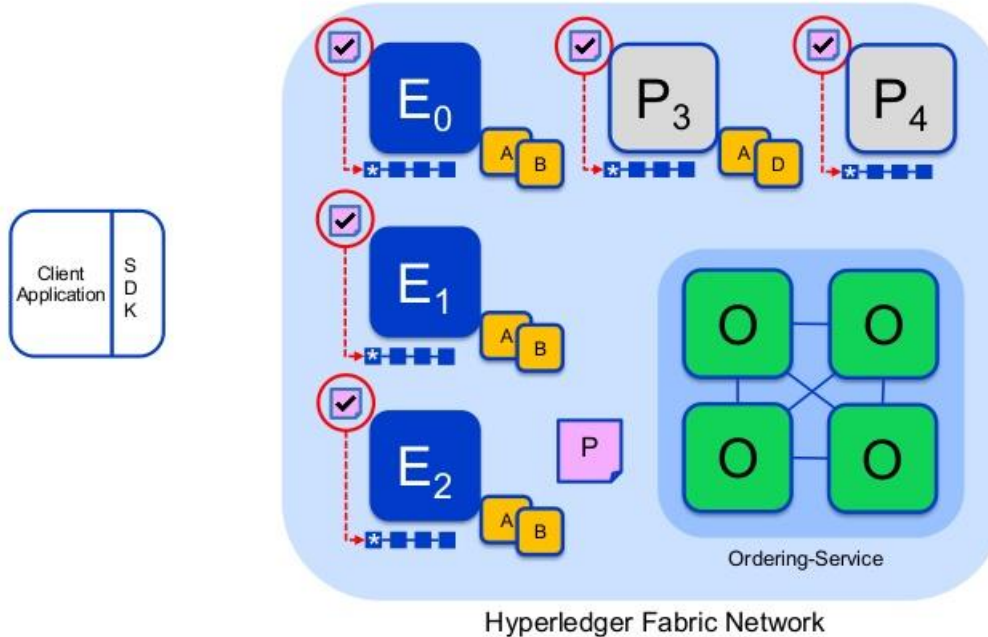 E0
A
B
P3
A
D
P4
Client
Application
S
D
K
E1
A
B
E2
A
B
P
O
O
O
O
Ordering-Service
Hyperledger Fabric Network